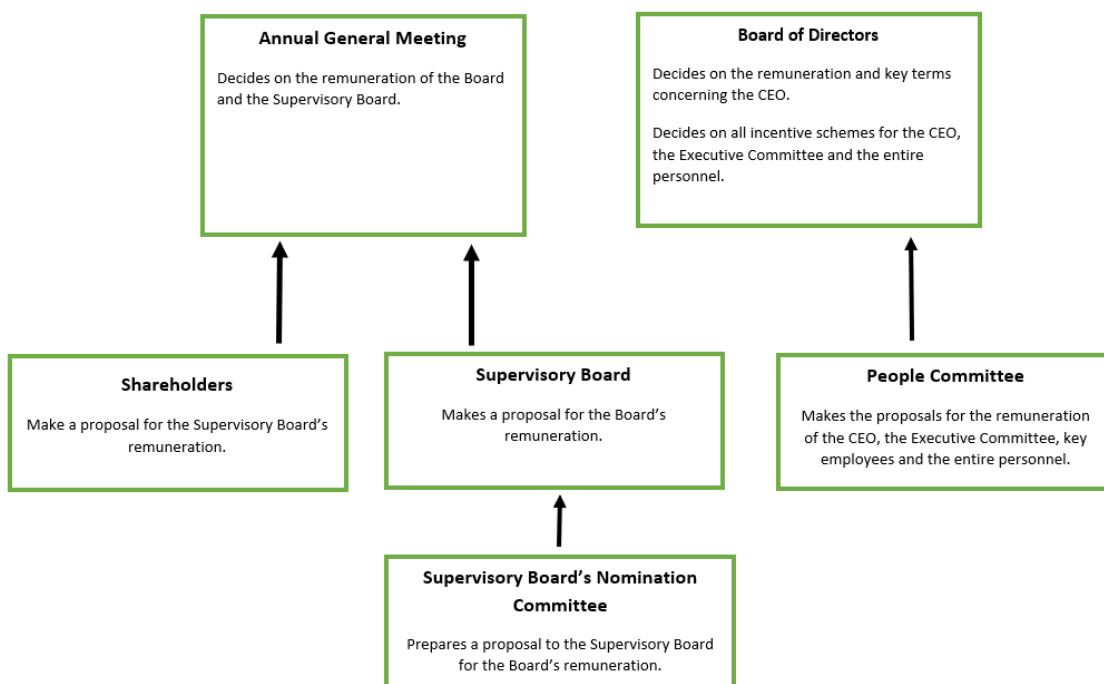 Annual General Meeting
Decides on the remuneration of the Board
and the Supervisory Board.
Board of Directors
Decides on the remuneration and key terms
concerning the CEO.
Decides on all incentive schemes for the CEO,
the Executive Committee and the entire
personnel.
Shareholders
Make a proposal for the Supervisory Board’s
remuneration.
Supervisory Board
Makes a proposal for the Board’s
remuneration.
People Committee
Makes the proposals for the remuneration
of the CEO, the Executive Committee, key
employees and the entire personnel.
Supervisory Board’s Nomination
Committee
Prepares a proposal to the Supervisory Board
for the Board’s remuneration.